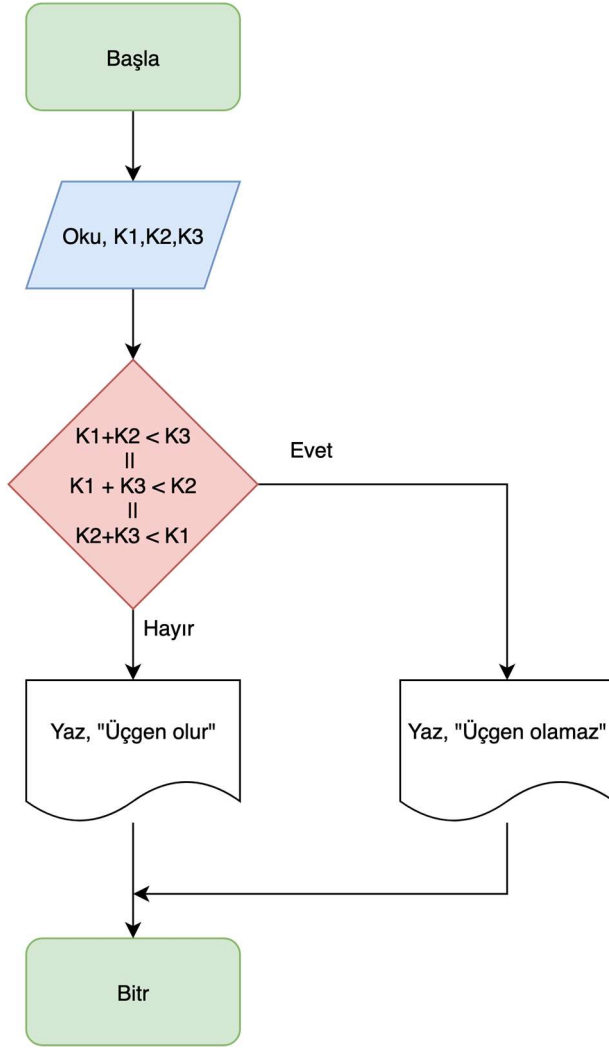 Başla
Oku, K1,K2,K3
K1+K2 < K3
||
K1 + K3 < K2
||
K2+K3 < K1
Evet
Hayır
Yaz, "Üçgen olur"
Yaz, "Üçgen olamaz"
Bitr